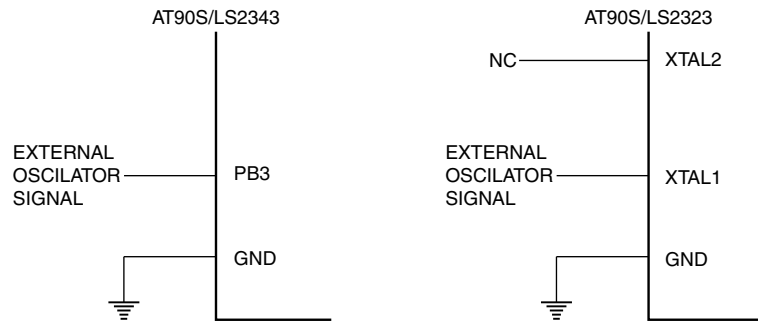 AT90S/LS2343
EXTERNAL
OSCILATOR
SIGNAL
PB3
GND
AT90S/LS2323
NC
XTAL2
EXTERNAL
OSCILATOR
SIGNAL
XTAL1
GND